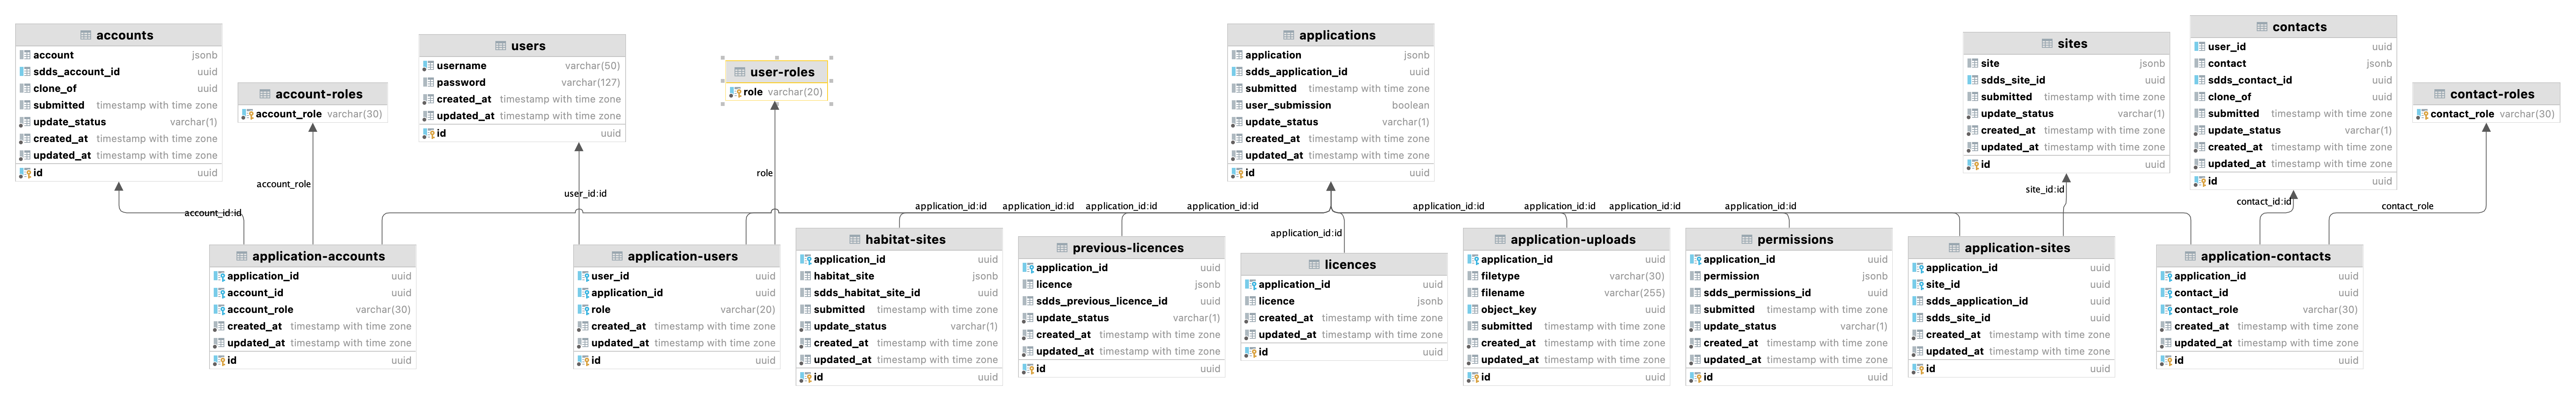 accounts
account jsonb
sdds_account_id uuid
clone_of uuid
submitted timestamp with time zone
update_status varchar(1)
created_at timestamp with time zone
updated_at timestamp with time zone
id uuid
account-roles
account_role varchar(30)
users
username varchar(50)
password varchar(127)
created_at timestamp with time zone
updated_at timestamp with time zone
id uuid
user-roles
role varchar(20)
applications
application jsonb
sdds_application_id uuid
submitted timestamp with time zone
user_submission boolean
update_status varchar(1)
created_at timestamp with time zone
updated_at timestamp with time zone
id uuid
sites
site jsonb
sdds_site_id uuid
submitted timestamp with time zone
update_status varchar(1)
created_at timestamp with time zone
updated_at timestamp with time zone
id uuid
contacts
user_id uuid
contact jsonb
sdds_contact_id uuid
clone_of uuid
submitted timestamp with time zone
update_status varchar(1)
created_at timestamp with time zone
updated_at timestamp with time zone
id uuid
contact-roles
contact_role varchar(30)
account_role
account_id:id
user_id:id
role
application_id:id
application_id:id
application_id:id
application_id:id
application_id:id
application_id:id
application_id:id
application_id:id
application_id:id
site_id:id
contact_id:id
contact_role
application-accounts
application_id uuid
account_id uuid
account_role varchar(30)
created_at timestamp with time zone
updated_at timestamp with time zone
id uuid
application-users
user_id uuid
application_id uuid
role varchar(20)
created_at timestamp with time zone
updated_at timestamp with time zone
id uuid
habitat-sites
application_id uuid
habitat_site jsonb
sdds_habitat_site_id uuid
submitted timestamp with time zone
update_status varchar(1)
created_at timestamp with time zone
updated_at timestamp with time zone
id uuid
previous-licences
application_id uuid
licence jsonb
sdds_previous_licence_id uuid
update_status varchar(1)
created_at timestamp with time zone
updated_at timestamp with time zone
id uuid
licences
application_id uuid
licence jsonb
created_at timestamp with time zone
updated_at timestamp with time zone
id uuid
application-uploads
application_id uuid
filetype varchar(30)
filename varchar(255)
object_key uuid
submitted timestamp with time zone
created_at timestamp with time zone
updated_at timestamp with time zone
id uuid
permissions
application_id uuid
permission jsonb
sdds_permissions_id uuid
submitted timestamp with time zone
update_status varchar(1)
created_at timestamp with time zone
updated_at timestamp with time zone
id uuid
application-sites
application_id uuid
site_id uuid
sdds_application_id uuid
sdds_site_id uuid
created_at timestamp with time zone
updated_at timestamp with time zone
id uuid
application-contacts
application_id uuid
contact_id uuid
contact_role varchar(30)
created_at timestamp with time zone
updated_at timestamp with time zone
id uuid